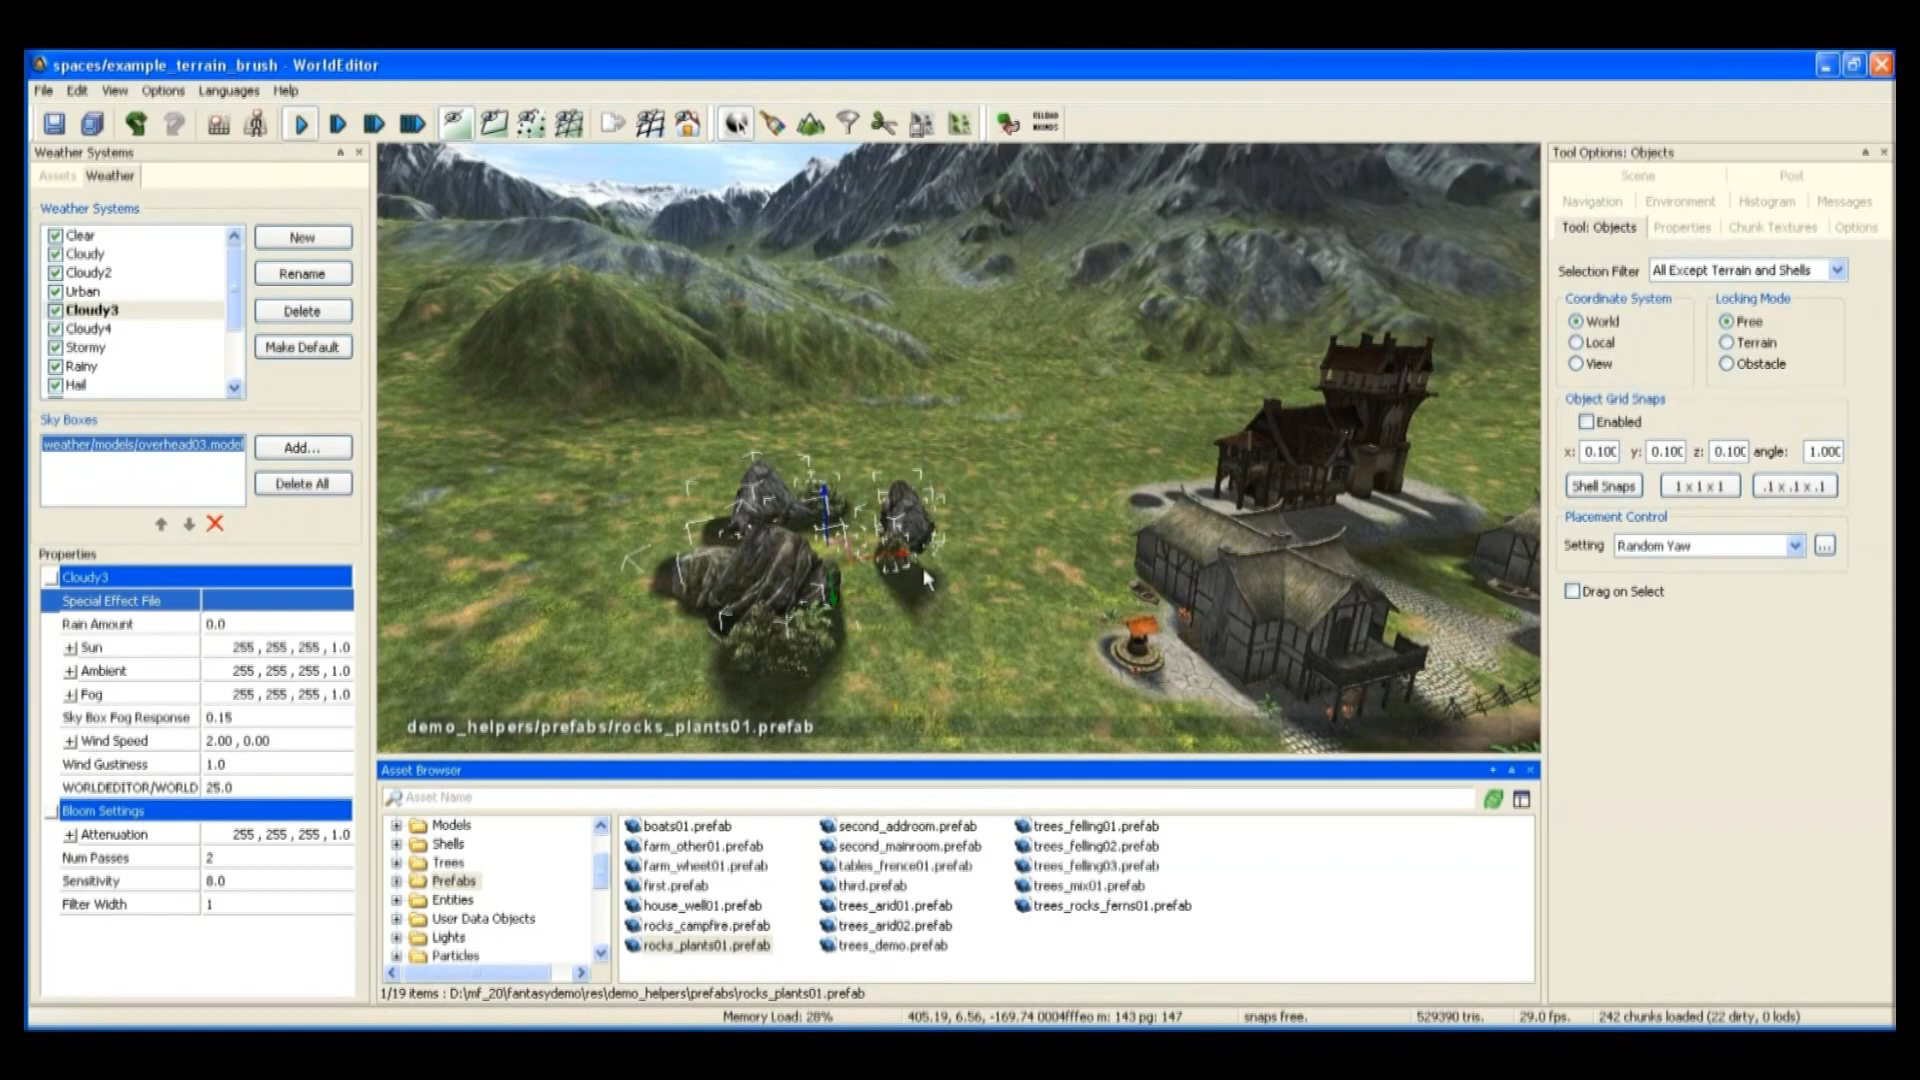 spaces/example_terrain_brush - WorldEditor
File Edit View Options Languages Help
RELOAD
Weather Systems
Assets Weather
Weather Systems
Clear
Cloudy
Cloudy2
Urban
Cloudy3
Cloudy4
Stormy
Rainy
Hail
New
Rename
Delete
Make Default
Sky Boxes
weather/models/overhead03.model
Add...
Delete All
Properties
Cloudy3
Special Effect File
Rain Amount 0.0
Sun 255 , 255 , 255 , 1.0
Ambient 255 , 255 , 255 , 1.0
Fog 255 , 255 , 255 , 1.0
Sky Box Fog Response 0.15
Wind Speed 2.00 , 0.00
Wind Gustiness 1.0
WORLDEDITOR/WORLD 25.0
Bloom Settings
Attenuation 255 , 255 , 255 , 1.0
Num Passes 2
Sensitivity 8.0
Filter Width 1
demo_helpers/prefabs/rocks_plants01.prefab
Asset Browser
Asset Name
Models
Shells
Trees
Prefabs
Entities
User Data Objects
Lights
Particles
boats01.prefab
farm_other01.prefab
farm_wheet01.prefab
first.prefab
house_well01.prefab
rocks_campfire.prefab
rocks_plants01.prefab
second_addroom.prefab
second_mainroom.prefab
tables_frence01.prefab
third.prefab
trees_arid01.prefab
trees_arid02.prefab
trees_demo.prefab
trees_felling01.prefab
trees_felling02.prefab
trees_felling03.prefab
trees_mix01.prefab
trees_rocks_ferns01.prefab
1/19 items : D:\mf_20\fantasydemo\res\demo_helpers\prefabs\rocks_plants01.prefab
Tool Options: Objects
Scene Post
Navigation Environment Histogram Messages
Tool: Objects Properties Chunk Textures Options
Selection Filter All Except Terrain and Shells
Coordinate System
World
Local
View
Locking Mode
Free
Terrain
Obstacle
Object Grid Snaps
Enabled
x: 0.100 y: 0.100 z: 0.100 angle: 1.000
Shell Snaps 1 x 1 x 1 .1 x .1 x .1
Placement Control
Setting Random Yaw ...
Drag on Select
Memory Load: 28% 405.19, 6.56, -169.74 0004fffeo m: 143 pg: 147 snaps free. 529390 tris. 29.0 fps. 242 chunks loaded (22 dirty, 0 lods)